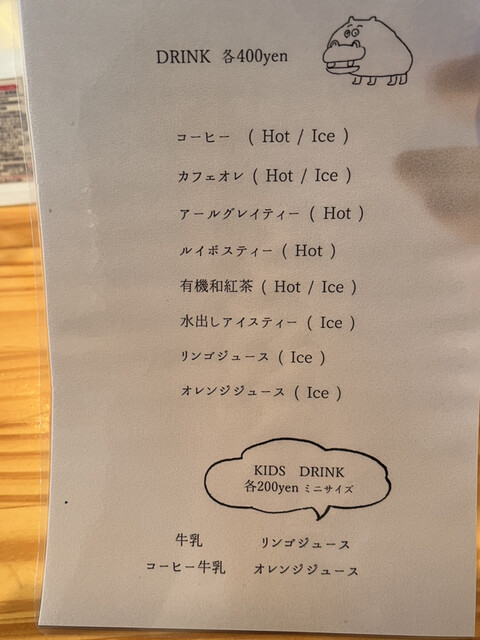 DRINK 各400yen
コーヒー ( Hot / Ice )
カフェオレ ( Hot / Ice )
アールグレイティー ( Hot )
ルイボスティー ( Hot )
有機和紅茶 ( Hot / Ice )
水出しアイスティー ( Ice )
リンゴジュース ( Ice )
オレンジジュース ( Ice )
KIDS DRINK
各200yen ミニサイズ
牛乳 リンゴジュース
コーヒー牛乳 オレンジジュース